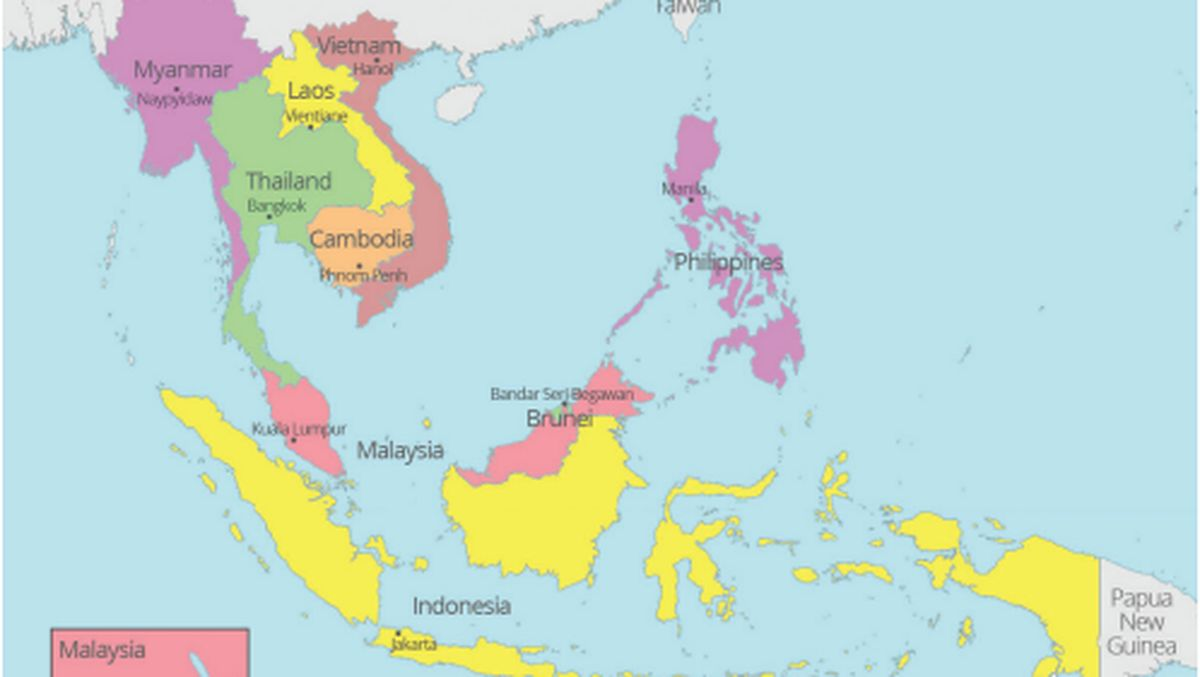 Taiwan
Vietnam
Hanoi
Myanmar
Naypyidaw
Laos
Vientiane
Thailand
Bangkok
Manila
Cambodia
Phnom Penh
Philippines
Bandar Seri Begawan
Brunei
Kuala Lumpur
Malaysia
Indonesia
Jakarta
Papua
New
Guinea
Malaysia